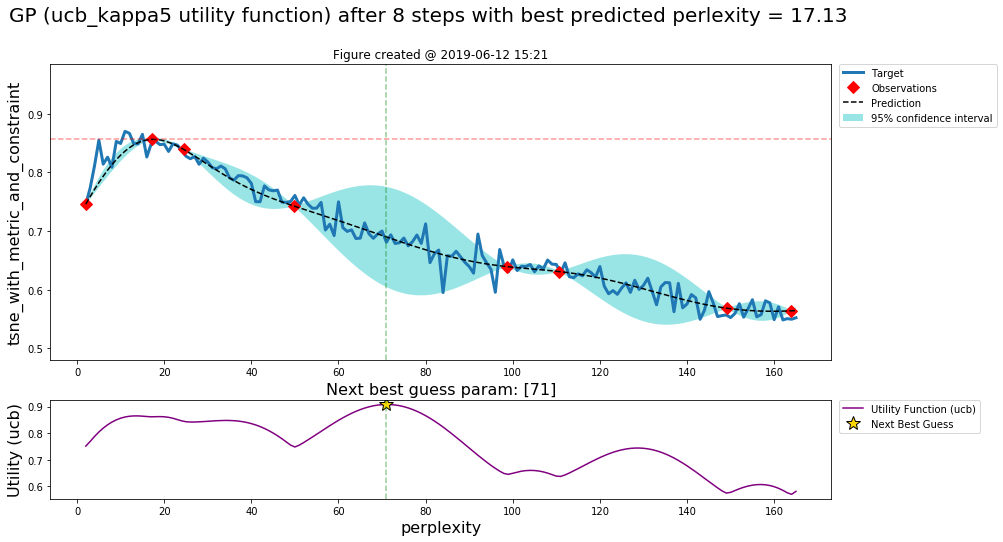 GP (ucb_kappa5 utility function) after 8 steps with best predicted perlexity = 17.13
Figure created @ 2019-06-12 15:21
tsne_with_metric_and_constraint
0.9
0.8
0.7
0.6
0.5
0 20 40 60 80 100 120 140 160
Target
Observations
Prediction
95% confidence interval
Next best guess param: [71]
Utility (ucb)
0.9
0.8
0.7
0.6
0 20 40 60 80 100 120 140 160
perplexity
Utility Function (ucb)
Next Best Guess